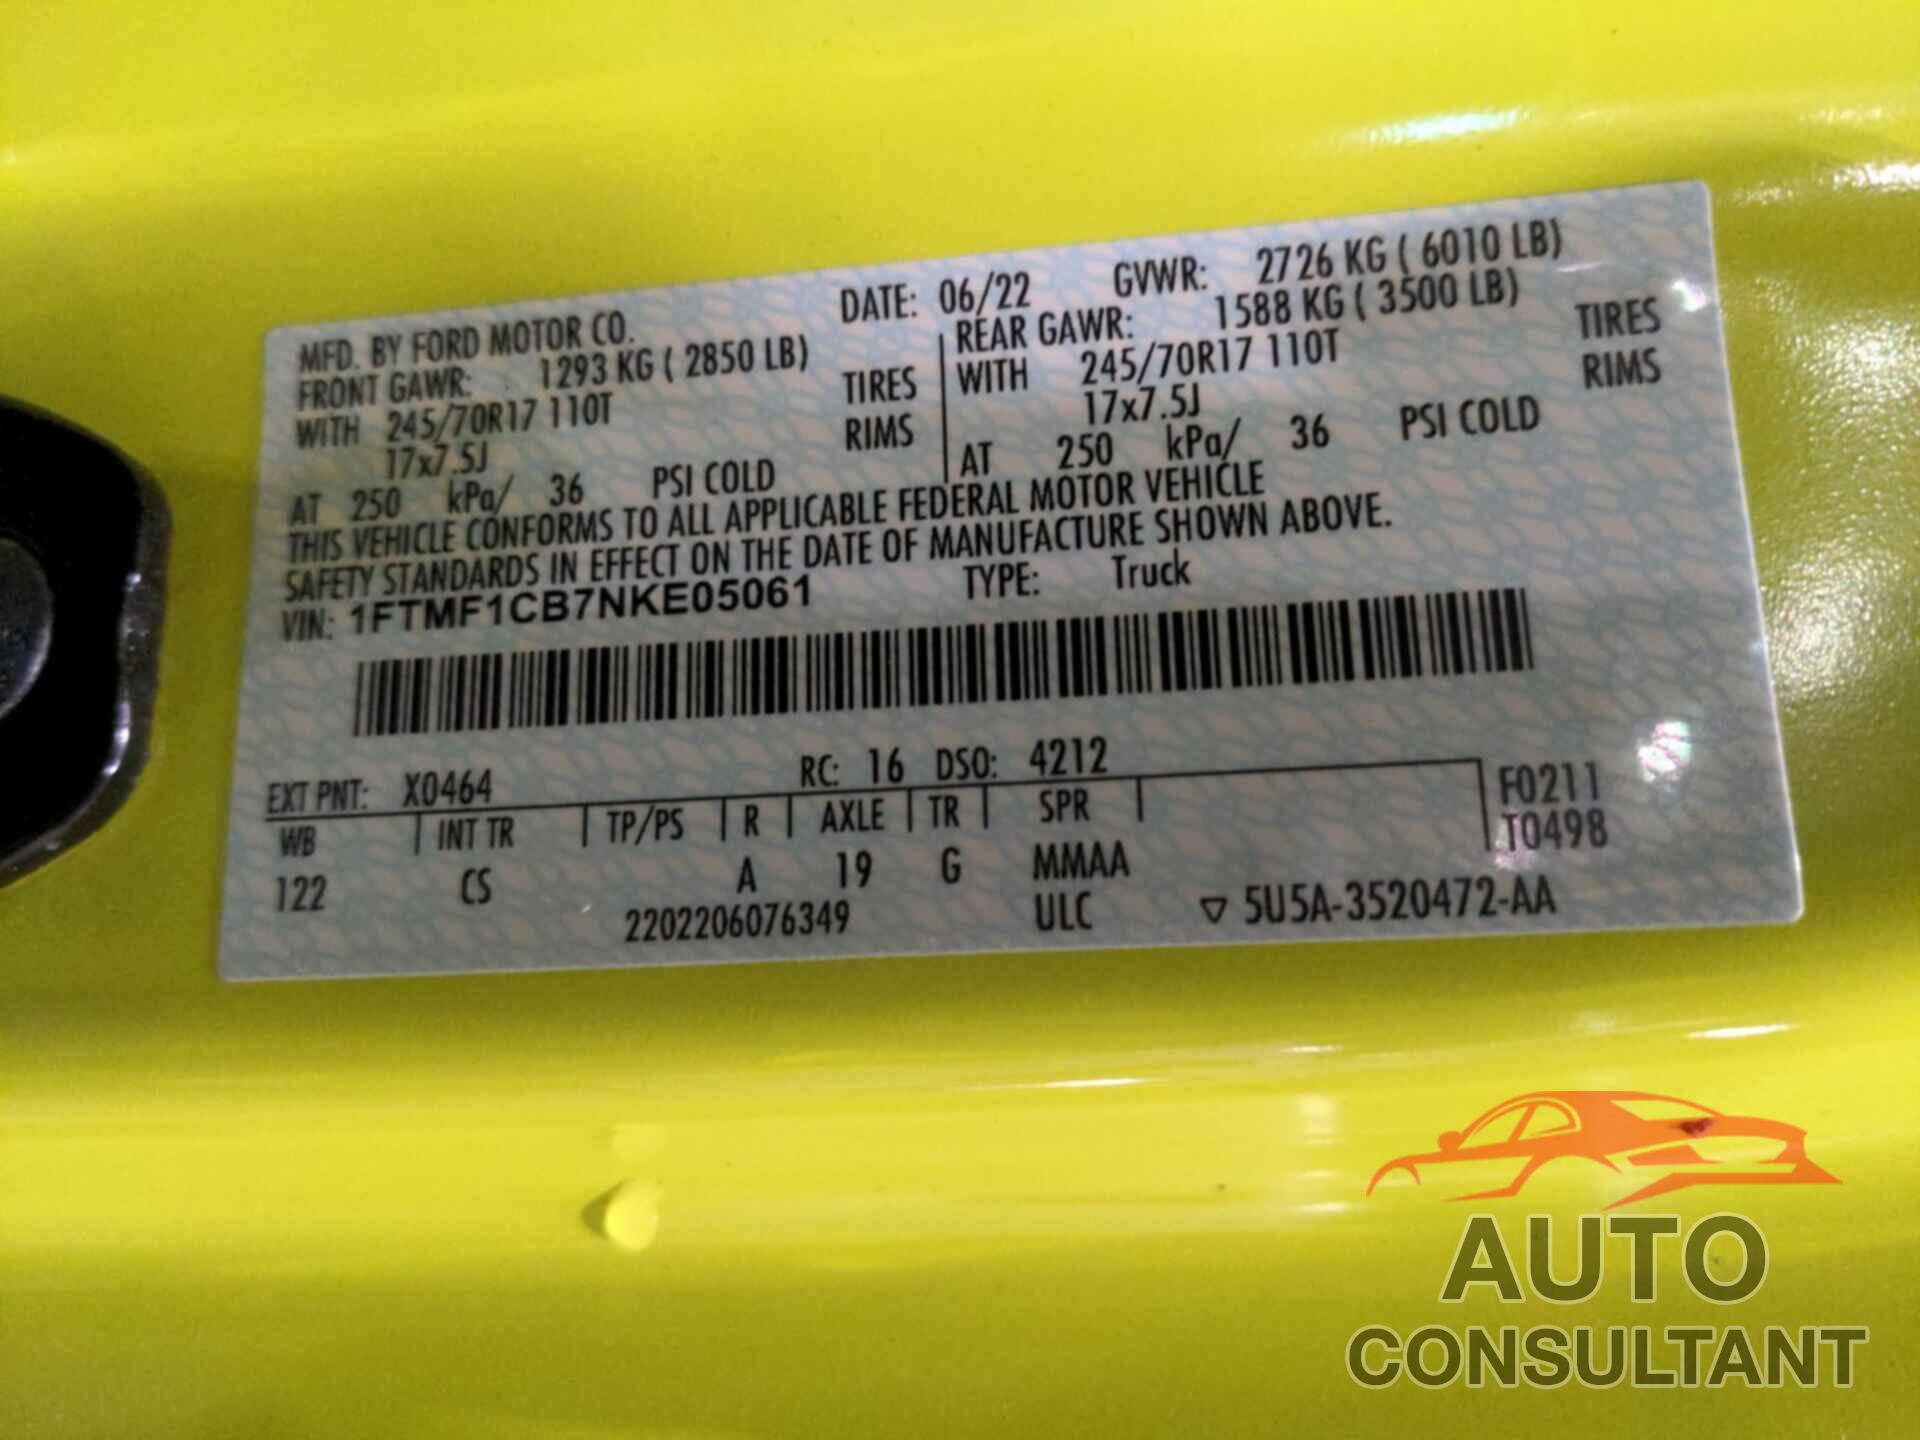 MFD. BY FORD MOTOR CO. DATE: 06/22 GVWR: 2726 KG ( 6010 LB)
FRONT GAWR: 1293 KG ( 2850 LB) REAR GAWR: 1588 KG ( 3500 LB)
WITH 245/70R17 110T TIRES WITH 245/70R17 110T TIRES
17x7.5J RIMS 17x7.5J RIMS
AT 250 kPa/ 36 PSI COLD AT 250 kPa/ 36 PSI COLD
THIS VEHICLE CONFORMS TO ALL APPLICABLE FEDERAL MOTOR VEHICLE
SAFETY STANDARDS IN EFFECT ON THE DATE OF MANUFACTURE SHOWN ABOVE.
VIN: 1FTMF1CB7NKE05061 TYPE: Truck
EXT PNT: X0464 RC: 16 DSO: 4212 F0211
WB INT TR TP/PS R AXLE TR SPR T0498
122 CS A 19 G MMAA
2202206076349 ULC ▽ 5U5A-3520472-AA
AUTO
CONSULTANT